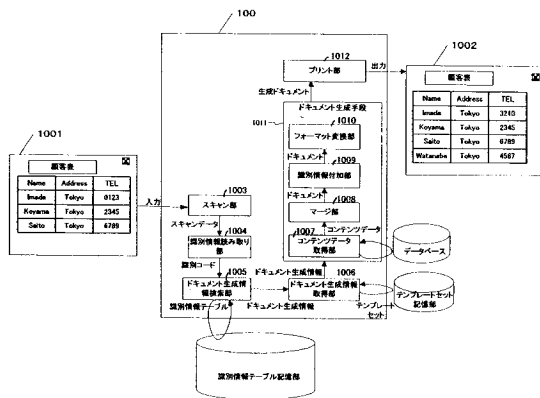 100
1001
顧客表
Name Address TEL
Imada Tokyo 0123
Koyama Tokyo 2345
Saito Tokyo 6789
入力
1003
スキャン部
スキャンデータ
1004
識別情報読み取り部
識別コード
1005
ドキュメント生成情報検索部
識別情報テーブル
識別情報テーブル記憶部
ドキュメント生成情報
1006
ドキュメント生成情報取得部
テンプレートセット
テンプレートセット記憶部
ドキュメント生成情報
1007
コンテンツデータ取得部
データベース
コンテンツデータ
1008
マージ部
ドキュメント
1009
識別情報付加部
ドキュメント
1010
フォーマット変換部
1011
ドキュメント生成手段
生成ドキュメント
1012
プリント部
出力
1002
顧客表
Name Address TEL
Imada Tokyo 3210
Koyama Tokyo 2345
Saito Tokyo 6789
Watanabe Tokyo 4567